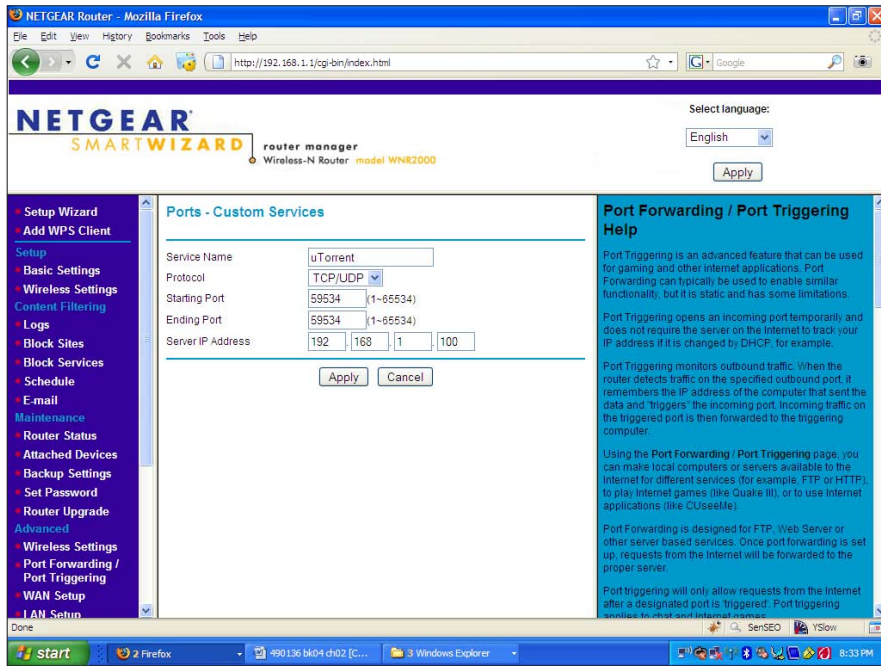 NETGEAR Router - Mozilla Firefox
File Edit View History Bookmarks Tools Help
http://192.168.1.1/cgi-bin/index.html
G Google
NETGEAR
SMARTWIZARD
router manager
Wireless-N Router model WNR2000
Select language:
English
Apply
Setup Wizard
Add WPS Client
Setup
Basic Settings
Wireless Settings
Content Filtering
Logs
Block Sites
Block Services
Schedule
E-mail
Maintenance
Router Status
Attached Devices
Backup Settings
Set Password
Router Upgrade
Advanced
Wireless Settings
Port Forwarding /
Port Triggering
WAN Setup
LAN Setup
Ports - Custom Services
Service Name uTorrent
Protocol TCP/UDP
Starting Port 59534 (1~65534)
Ending Port 59534 (1~65534)
Server IP Address 192 . 168 . 1 . 100
Apply Cancel
Port Forwarding / Port Triggering
Help
Port Triggering is an advanced feature that can be used
for gaming and other internet applications. Port
Forwarding can typically be used to enable similar
functionality, but it is static and has some limitations.
Port Triggering opens an incoming port temporarily and
does not require the server on the Internet to track your
IP address if it is changed by DHCP, for example.
Port Triggering monitors outbound traffic. When the
router detects traffic on the specified outbound port, it
remembers the IP address of the computer that sent the
data and "triggers" the incoming port. Incoming traffic on
the triggered port is then forwarded to the triggering
computer.
Using the Port Forwarding / Port Triggering page, you
can make local computers or servers available to the
Internet for different services (for example, FTP or HTTP),
to play Internet games (like Quake III), or to use Internet
applications (like CUseeMe).
Port Forwarding is designed for FTP, Web Server or
other server based services. Once port forwarding is set
up, requests from the Internet will be forwarded to the
proper server.
Port triggering will only allow requests from the Internet
after a designated port is 'triggered'. Port triggering
applies to chat and Internet games.
Done
SenSEO YSlow
start 2 Firefox 490136 bk04 ch02 [C... 3 Windows Explorer 8:33 PM